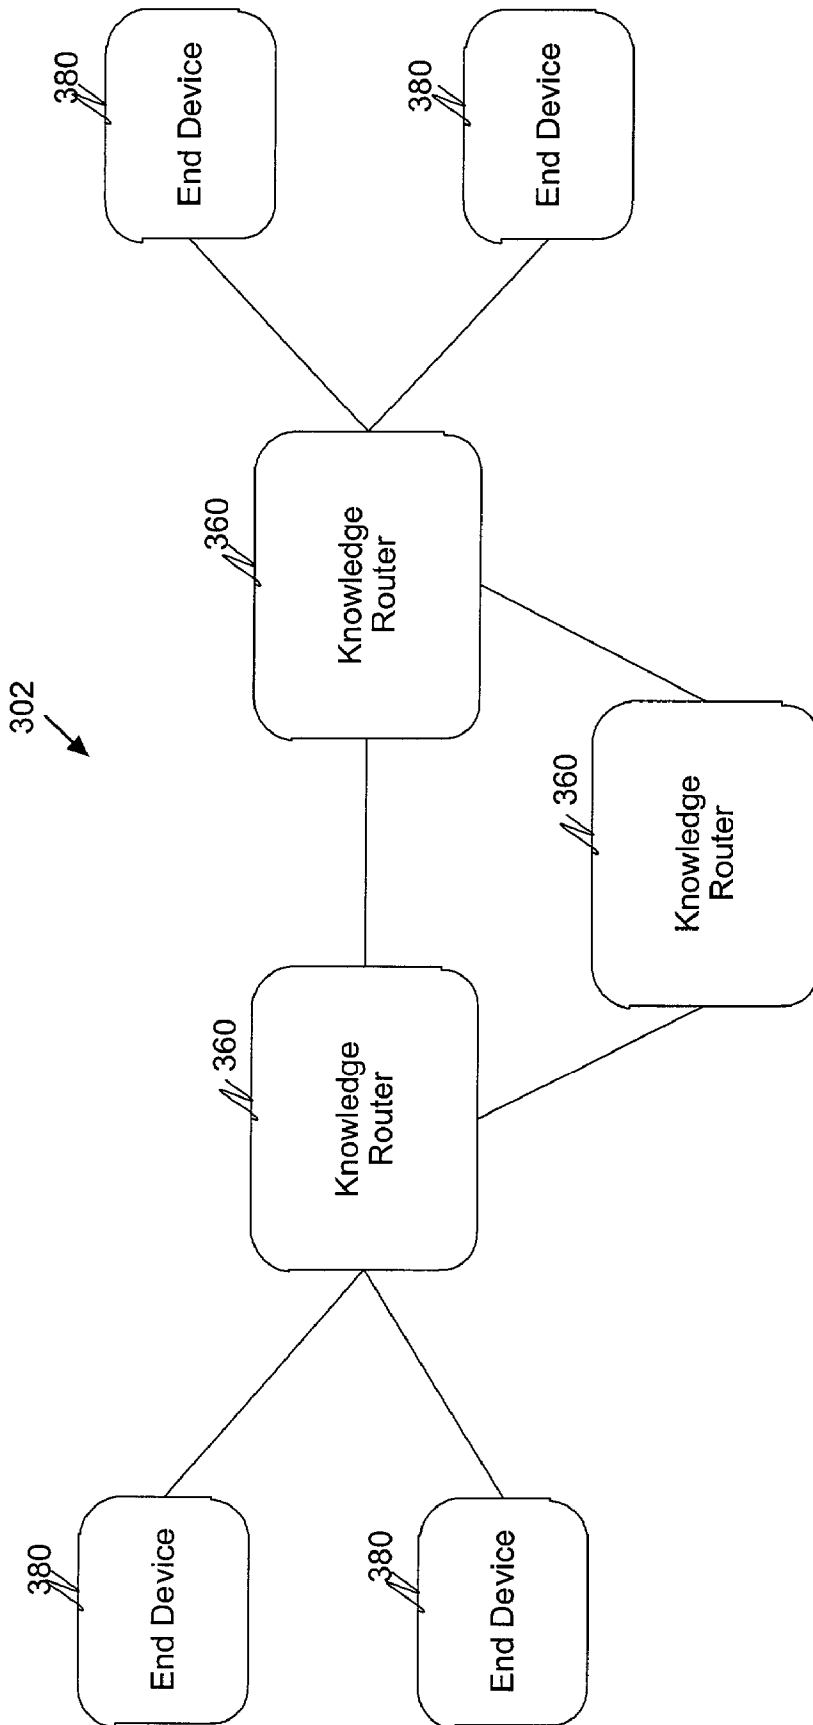 302
380
End Device
380
End Device
360
Knowledge
Router
360
Knowledge
Router
360
Knowledge
Router
380
End Device
380
End Device